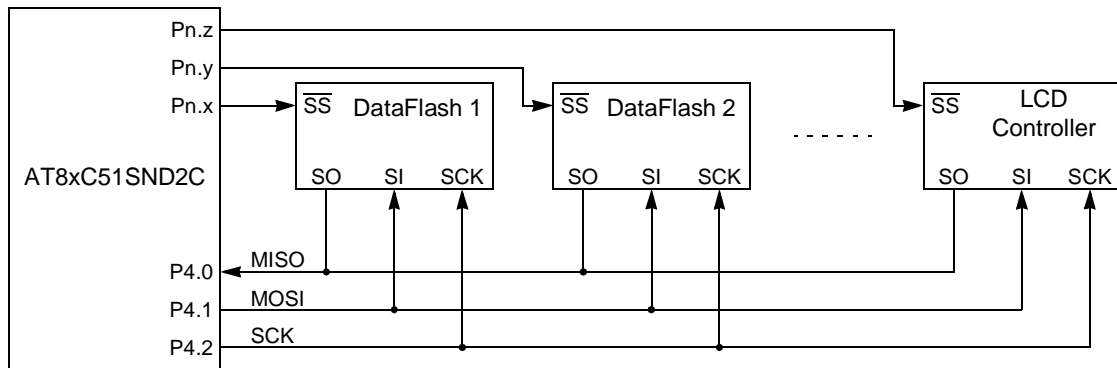 Pn.z
Pn.y
Pn.x
SS DataFlash 1
SS DataFlash 2
SS LCD
Controller
AT8xC51SND2C
SO SI SCK
SO SI SCK
SO SI SCK
P4.0 MISO
P4.1 MOSI
P4.2 SCK